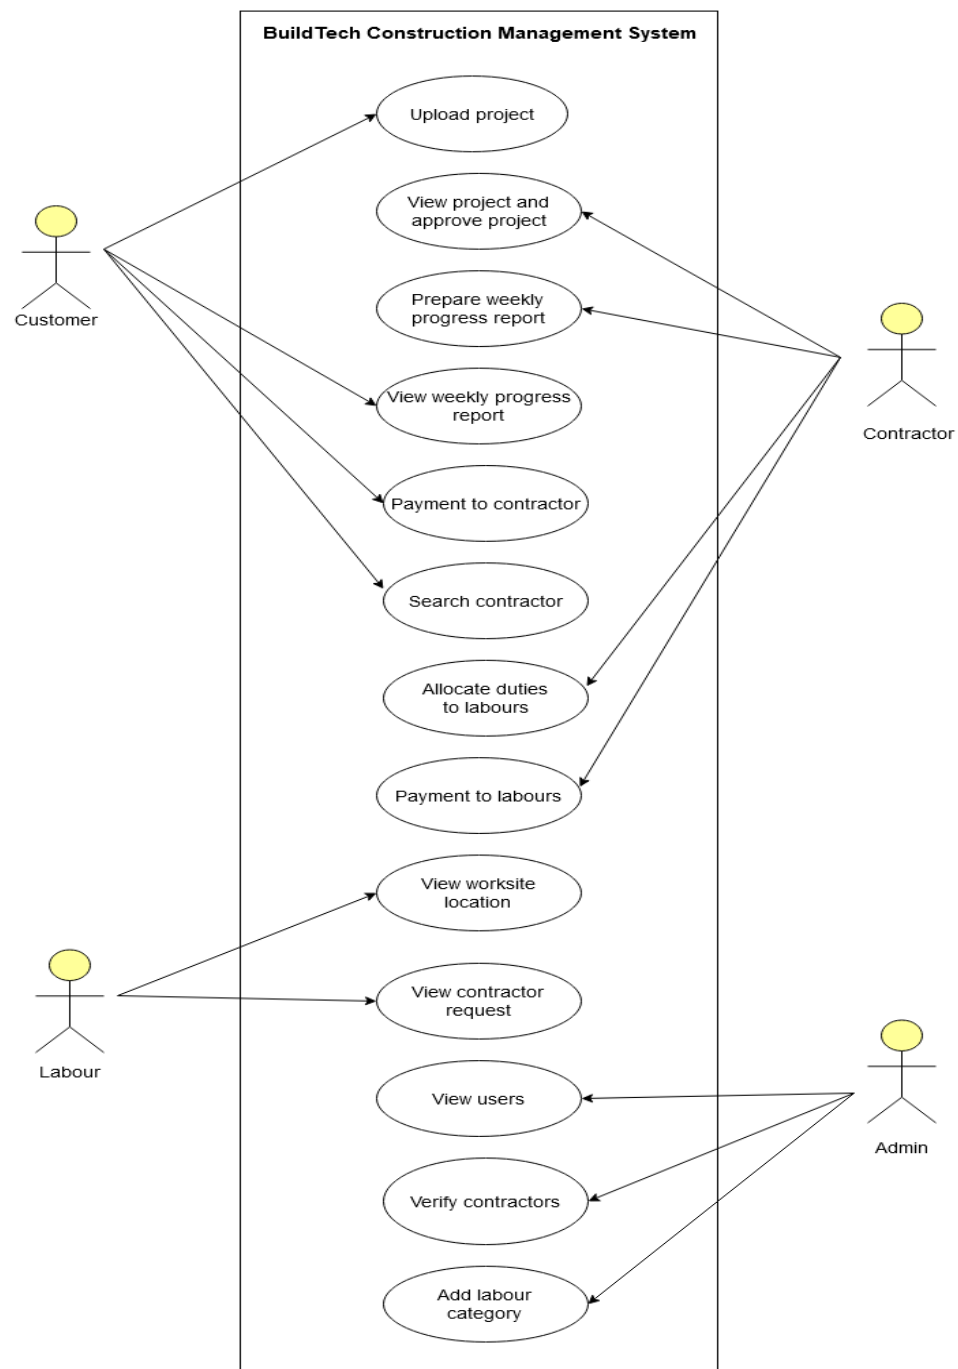 BuildTech Construction Management System
Upload project
View project and
approve project
Customer
Prepare weekly
progress report
View weekly progress
report
Contractor
Payment to contractor
Search contractor
Allocate duties
to labours
Payment to labours
View worksite
location
View contractor
request
Labour
View users
Admin
Verify contractors
Add labour
category